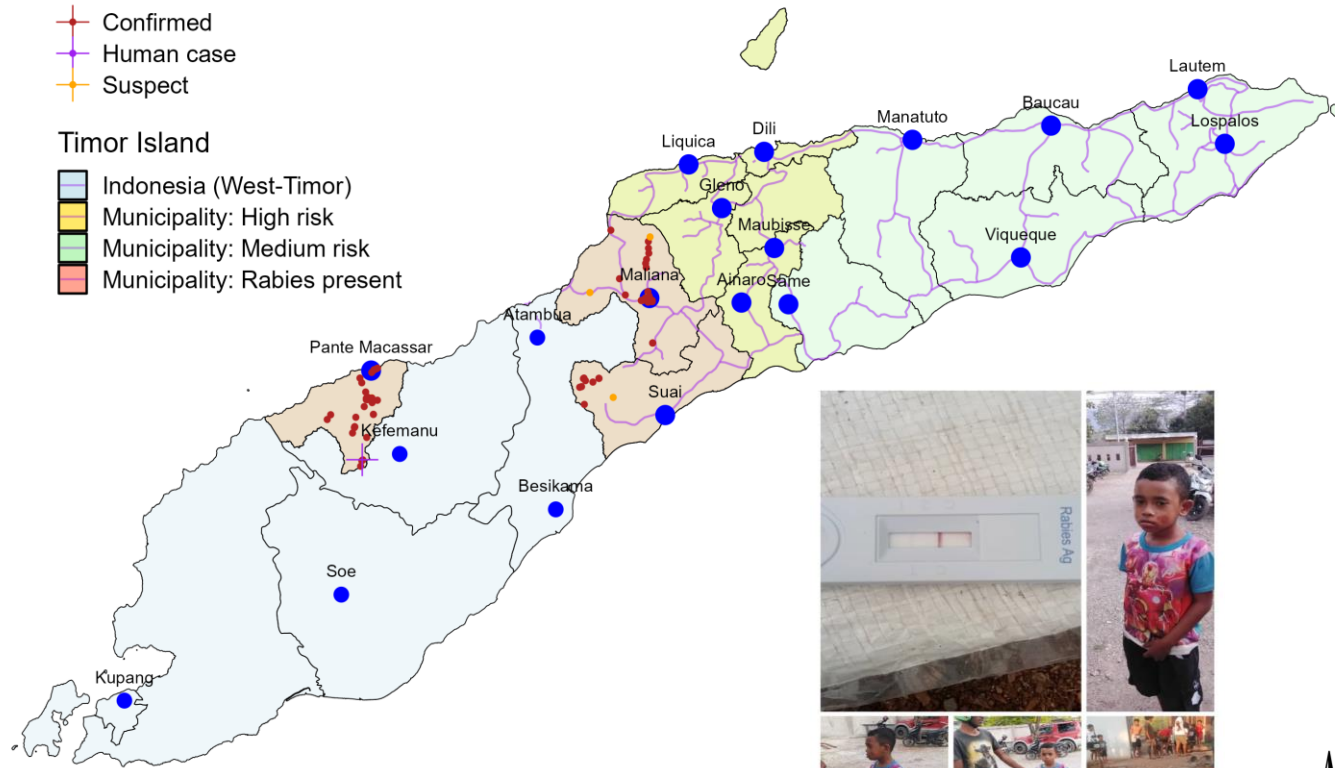 Confirmed
Human case
Suspect
Timor Island
Indonesia (West-Timor)
Municipality: High risk
Municipality: Medium risk
Municipality: Rabies present
Lautem
Baucau
Manatuto
Lospalos
Dili
Liquica
Gleno
Maubisse
Viqueque
Maliana
Ainaro
Same
Atambua
Pante Macassar
Suai
Kefemanu
Besikama
Soe
Kupang
Rabies Ag